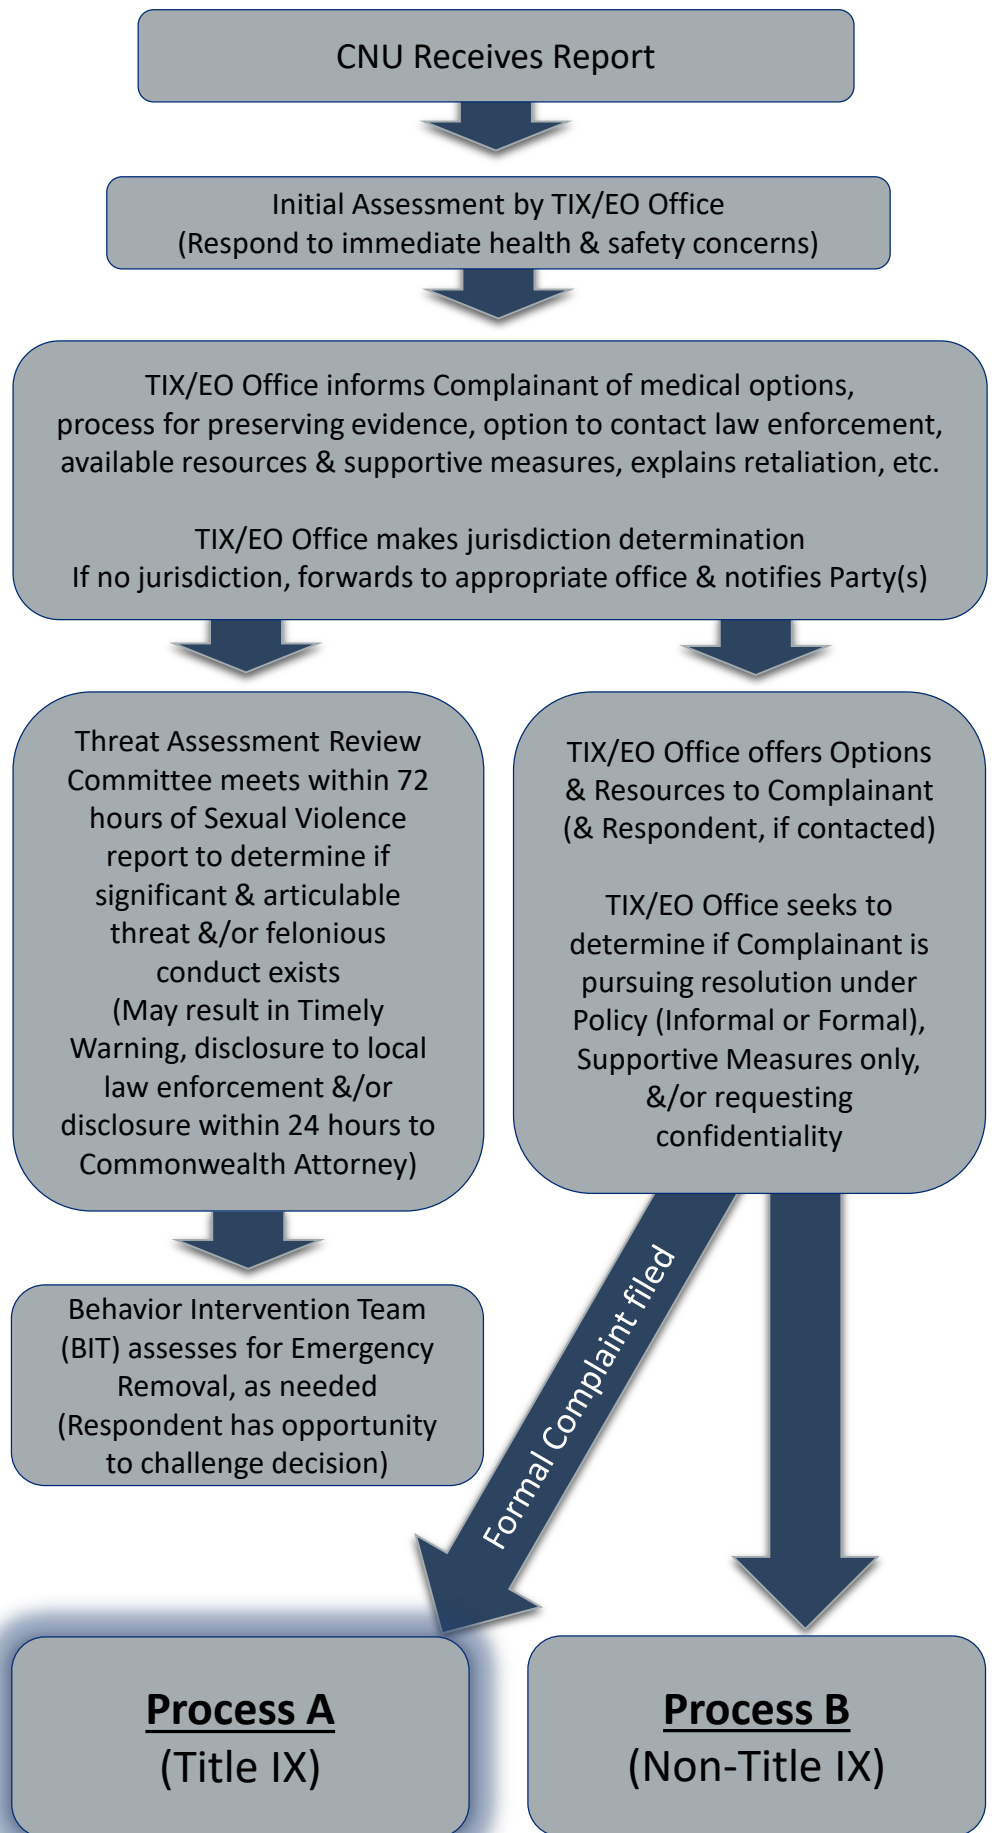 CNU Receives Report
Initial Assessment by TIX/EO Office
(Respond to immediate health & safety concerns)
TIX/EO Office informs Complainant of medical options,
process for preserving evidence, option to contact law enforcement,
available resources & supportive measures, explains retaliation, etc.
TIX/EO Office makes jurisdiction determination
If no jurisdiction, forwards to appropriate office & notifies Party(s)
Threat Assessment Review
Committee meets within 72
hours of Sexual Violence
report to determine if
significant & articulable
threat &/or felonious
conduct exists
(May result in Timely
Warning, disclosure to local
law enforcement &/or
disclosure within 24 hours to
Commonwealth Attorney)
TIX/EO Office offers Options
& Resources to Complainant
(& Respondent, if contacted)
TIX/EO Office seeks to
determine if Complainant is
pursuing resolution under
Policy (Informal or Formal),
Supportive Measures only,
&/or requesting
confidentiality
Behavior Intervention Team
(BIT) assesses for Emergency
Removal, as needed
(Respondent has opportunity
to challenge decision)
Formal Complaint filed
Process A
(Title IX)
Process B
(Non-Title IX)